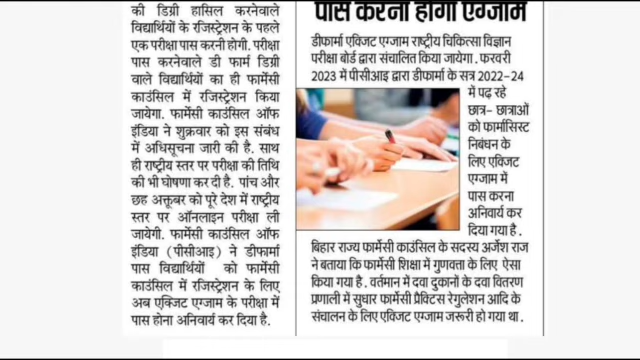 की डिग्री हासिल करनेवाले
विद्यार्थियों के रजिस्ट्रेशन के पहले
एक परीक्षा पास करनी होगी. परीक्षा
पास करनेवाले डी फार्म डिग्री
वाले विद्यार्थियों का ही फार्मेसी
काउंसिल में रजिस्ट्रेशन किया
जायेगा. फार्मेसी काउंसिल ऑफ
इंडिया ने शुक्रवार को इस संबंध
में अधिसूचना जारी की है. साथ
ही राष्ट्रीय स्तर पर परीक्षा की तिथि
की भी घोषणा कर दी है. पांच और
छह अक्तूबर को पूरे देश में राष्ट्रीय
स्तर पर ऑनलाइन परीक्षा ली
जायेगी. फार्मेसी काउंसिल ऑफ
इंडिया (पीसीआइ) ने डीफार्मा
पास विद्यार्थियों को फार्मेसी
काउंसिल में रजिस्ट्रेशन के लिए
अब एक्जिट एग्जाम के परीक्षा में
पास होना अनिवार्य कर दिया है.
पास करना होगा एग्जाम
डीफार्मा एक्जिट एग्जाम राष्ट्रीय चिकित्सा विज्ञान
परीक्षा बोर्ड द्वारा संचालित किया जायेगा. फरवरी
2023 में पीसीआइ द्वारा डीफार्मा के सत्र 2022-24
में पढ़ रहे
छात्र- छात्राओं
को फार्मासिस्ट
निबंधन के
लिए एक्जिट
एग्जाम में
पास करना
अनिवार्य कर
दिया गया है.
बिहार राज्य फार्मेसी काउंसिल के सदस्य अर्जेश राज
ने बताया कि फार्मेसी शिक्षा में गुणवत्ता के लिए ऐसा
किया गया है. वर्तमान में दवा दुकानों के दवा वितरण
प्रणाली में सुधार फार्मेसी प्रैक्टिस रेगुलेशन आदि के
संचालन के लिए एक्जिट एग्जाम जरूरी हो गया था.